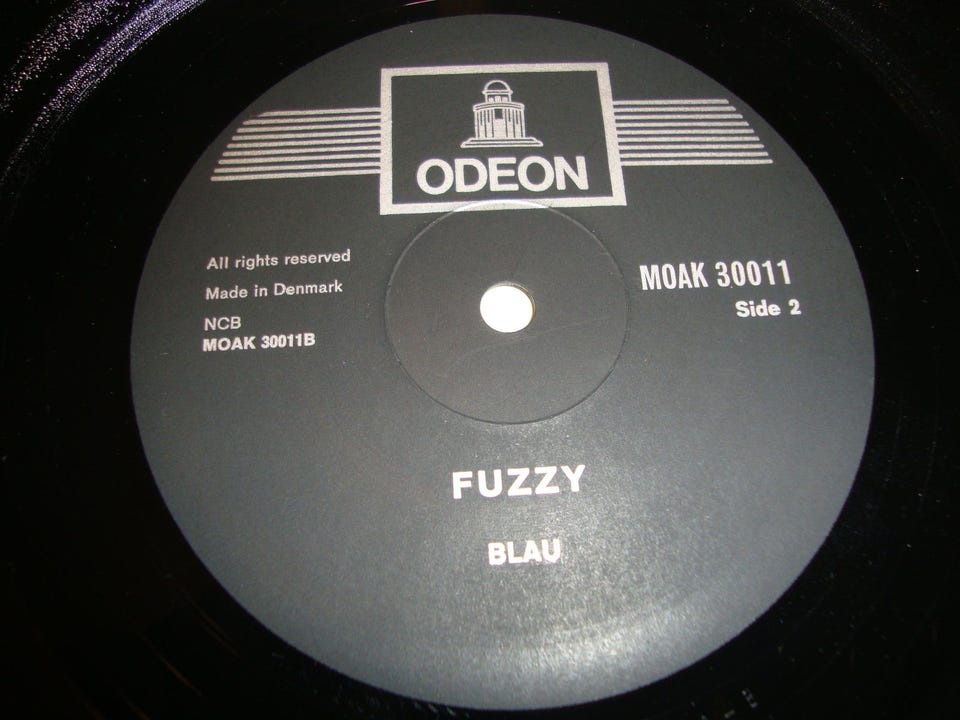 ODEON
All rights reserved
Made in Denmark
NCB
MOAK 30011B
MOAK 30011
Side 2
FUZZY
BLAU